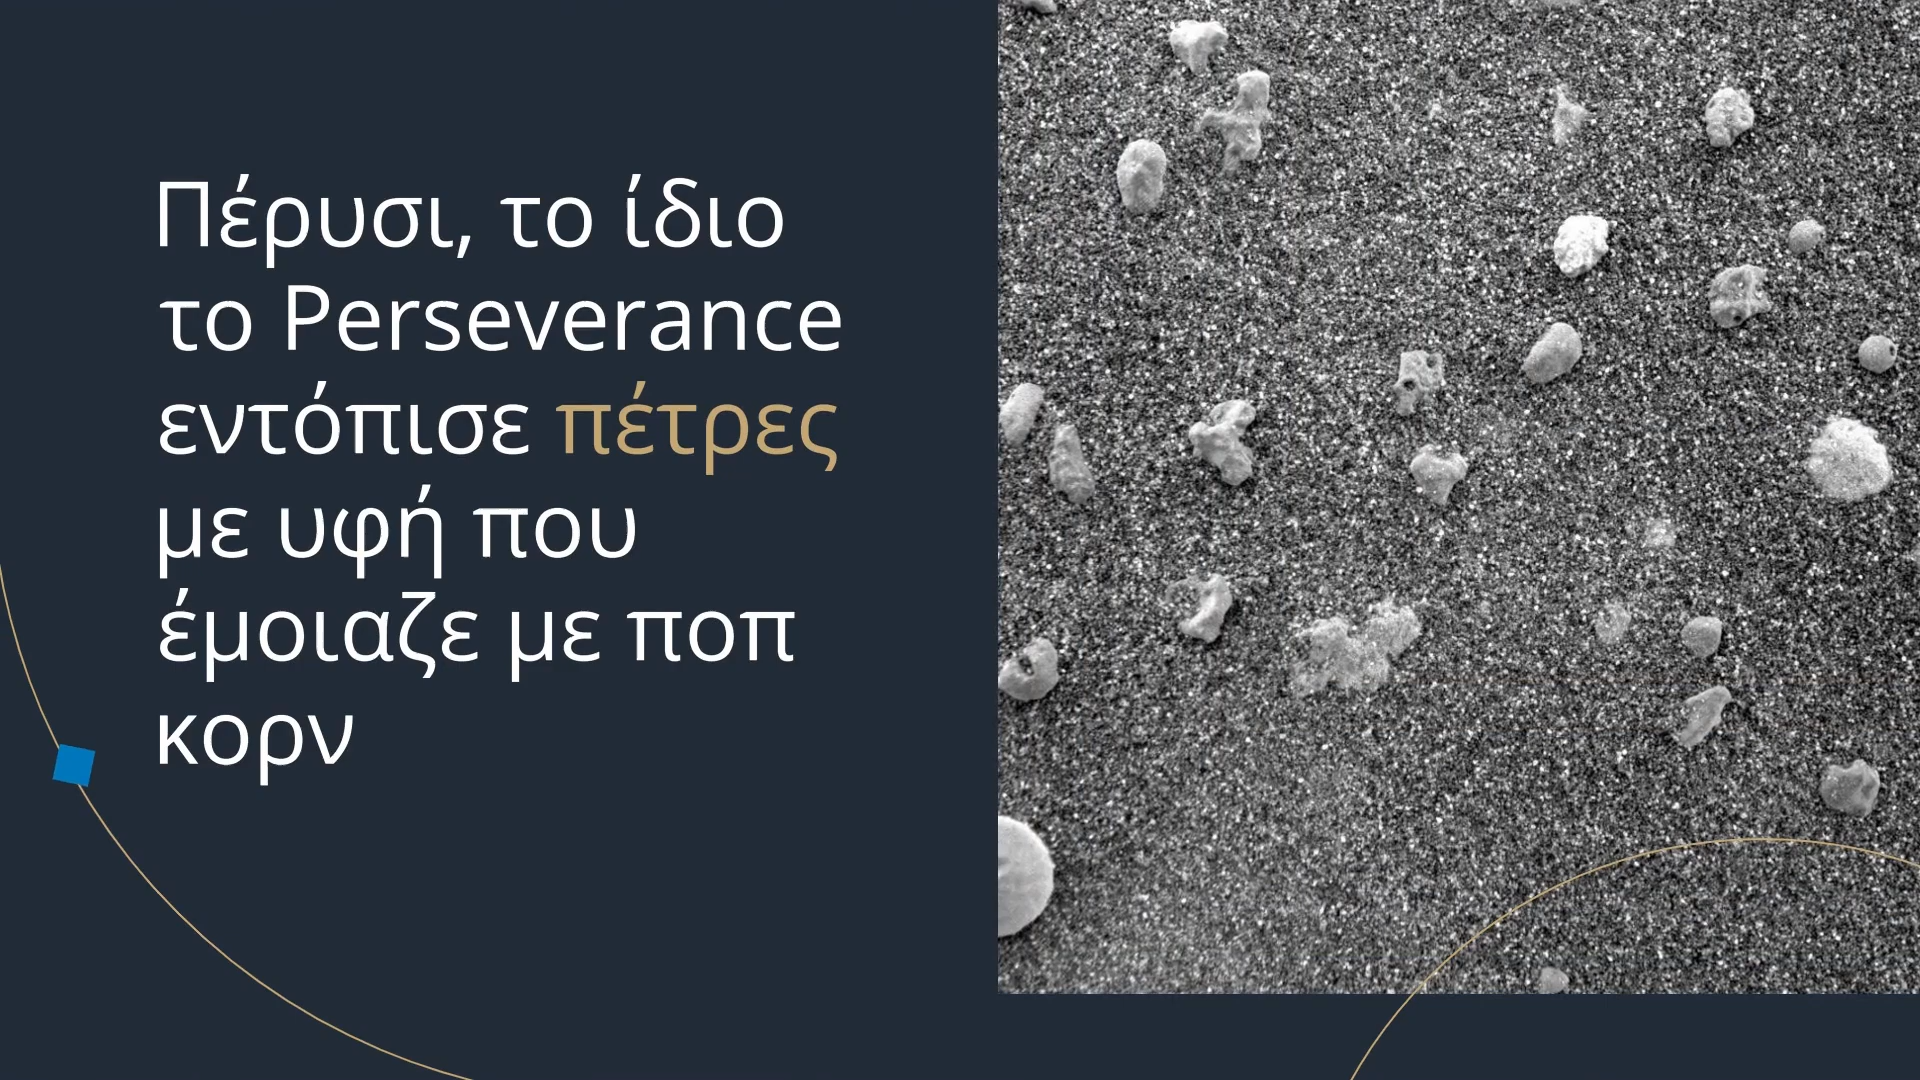 Πέρυσι, το ίδιο
το Perseverance
εντόπισε πέτρες
με υφή που
έμοιαζε με ποπ
κορν